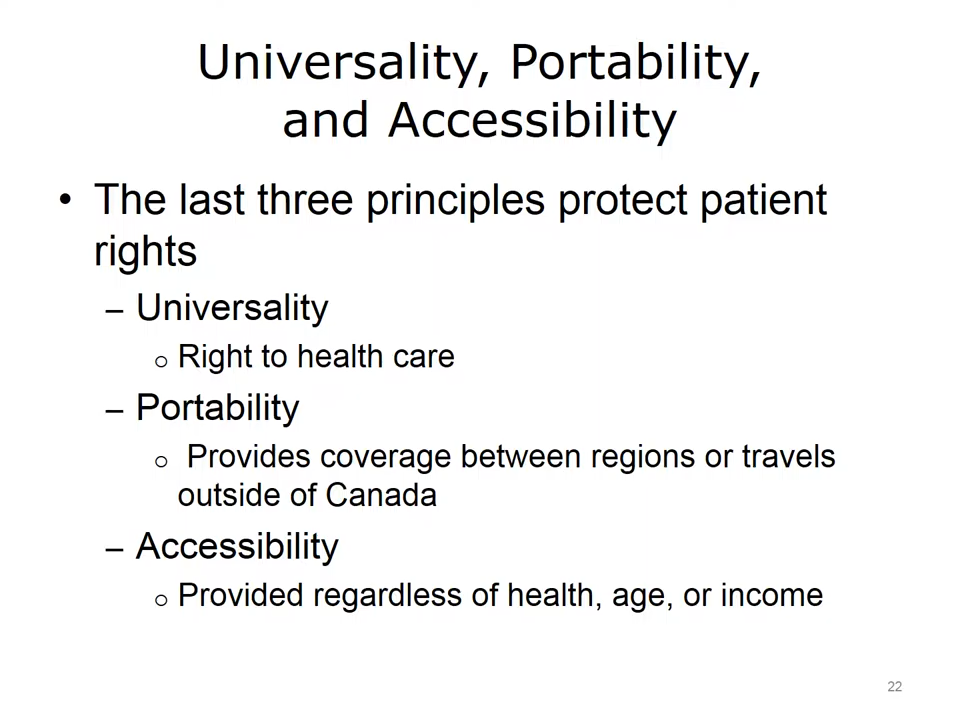 Universality, Portability,
and Accessibility
• The last three principles protect patient
rights
– Universality
o Right to health care
– Portability
o Provides coverage between regions or travels
outside of Canada
– Accessibility
o Provided regardless of health, age, or income
22